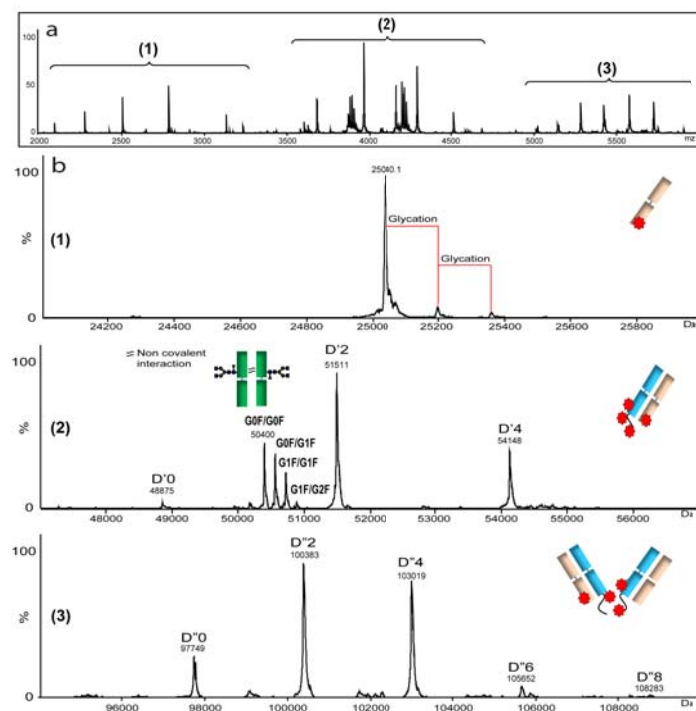 a
(1)
(2)
(3)
100
50
0
2000 2500 3000 3500 4000 4500 5000 5500 mz
b
(1)
100
%
0
25040.1
Glycation
Glycation
24200 24400 24600 24800 25000 25200 25400 25600 25800 Da
(2)
100
%
0
= Non covalent
interaction
G0F/G0F
50400
G0F/G1F
G1F/G1F
G1F/G2F
D'0
48875
D'2
51511
D'4
54148
48000 49000 50000 51000 52000 53000 54000 55000 56000 Da
(3)
100
%
0
D"0
97749
D"2
100383
D"4
103019
D"6
105652
D"8
108283
96000 98000 100000 102000 104000 106000 108000 Da